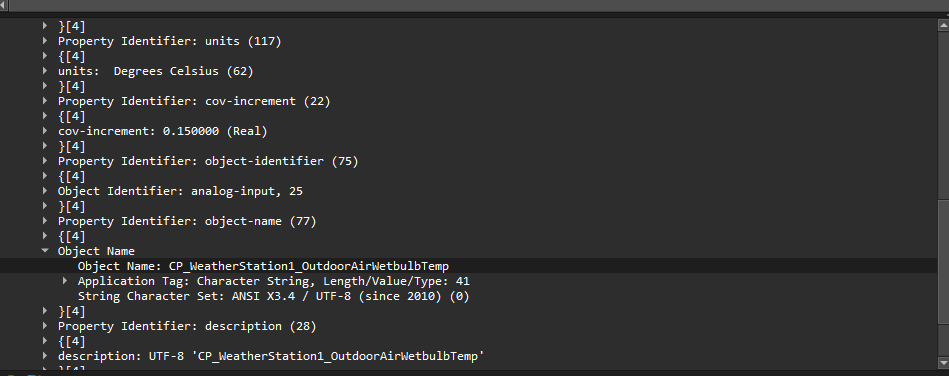 }[4]
Property Identifier: units (117)
{[4]
units:  Degrees Celsius (62)
}[4]
Property Identifier: cov-increment (22)
{[4]
cov-increment: 0.150000 (Real)
}[4]
Property Identifier: object-identifier (75)
{[4]
Object Identifier: analog-input, 25
}[4]
Property Identifier: object-name (77)
{[4]
Object Name
Object Name: CP_WeatherStation1_OutdoorAirWetbulbTemp
Application Tag: Character String, Length/Value/Type: 41
String Character Set: ANSI X3.4 / UTF-8 (since 2010) (0)
}[4]
Property Identifier: description (28)
{[4]
description: UTF-8 'CP_WeatherStation1_OutdoorAirWetbulbTemp'
}[4]